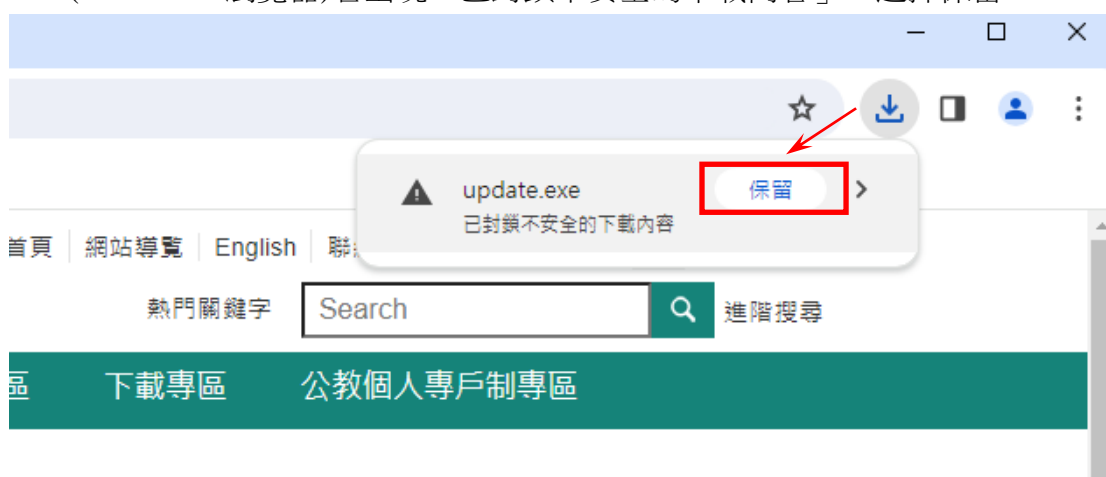 update.exe
保留
已封鎖不安全的下載內容
首頁 網站導覽 English 聯
熱門關鍵字 Search 進階搜尋
區 下載專區 公教個人專戶制專區